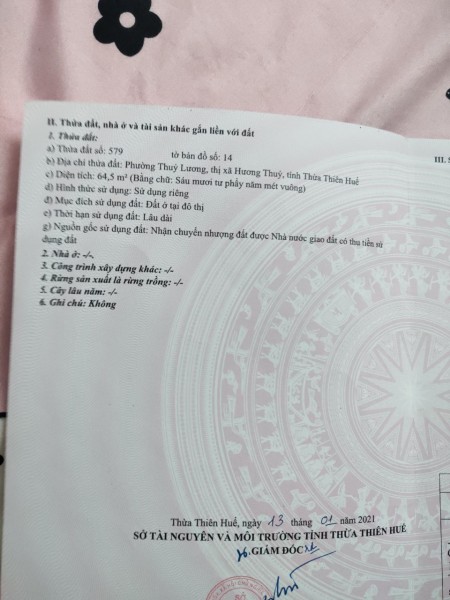 II. Thửa đất, nhà ở và tài sản khác gắn liền với đất
1. Thửa đất:
a) Thửa đất số: 579 tờ bản đồ số: 14
b) Địa chỉ thửa đất: Phường Thuỷ Lương, thị xã Hương Thuỷ, tỉnh Thừa Thiên Huế
c) Diện tích: 64,5 m² (Bằng chữ: Sáu mươi tư phẩy năm mét vuông)
d) Hình thức sử dụng: Sử dụng riêng
đ) Mục đích sử dụng đất: Đất ở tại đô thị
e) Thời hạn sử dụng đất: Lâu dài
g) Nguồn gốc sử dụng đất: Nhận chuyển nhượng đất được Nhà nước giao đất có thu tiền sử
dụng đất
2. Nhà ở: -/-
3. Công trình xây dựng khác: -/-
4. Rừng sản xuất là rừng trồng: -/-
5. Cây lâu năm: -/-
6. Ghi chú: Không
III.
Thừa Thiên Huế, ngày 13 tháng 01 năm 2021
SỞ TÀI NGUYÊN VÀ MÔI TRƯỜNG TỈNH THỪA THIÊN HUẾ
GIÁM ĐỐC